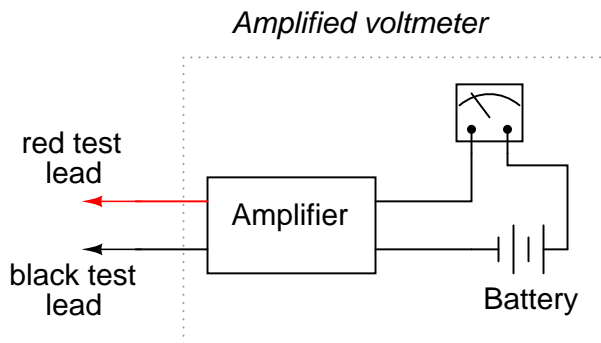 Amplified voltmeter
red test
lead
Amplifier
black test
lead
Battery